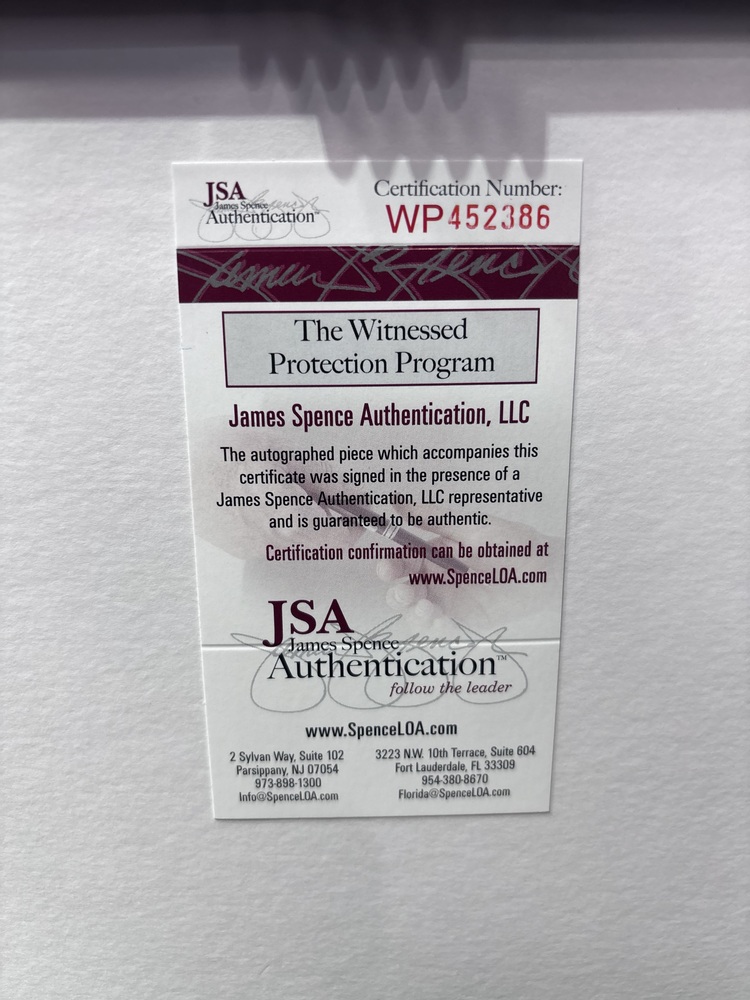 JSA
James Spence
Authentication™
Certification Number:
WP452386
The Witnessed
Protection Program
James Spence Authentication, LLC
The autographed piece which accompanies this
certificate was signed in the presence of a
James Spence Authentication, LLC representative
and is guaranteed to be authentic.
Certification confirmation can be obtained at
www.SpenceLOA.com
JSA
James Spence
Authentication™
follow the leader
www.SpenceLOA.com
2 Sylvan Way, Suite 102
Parsippany, NJ 07054
973-898-1300
Info@SpenceLOA.com
3223 N.W. 10th Terrace, Suite 604
Fort Lauderdale, FL 33309
954-380-8670
Florida@SpenceLOA.com